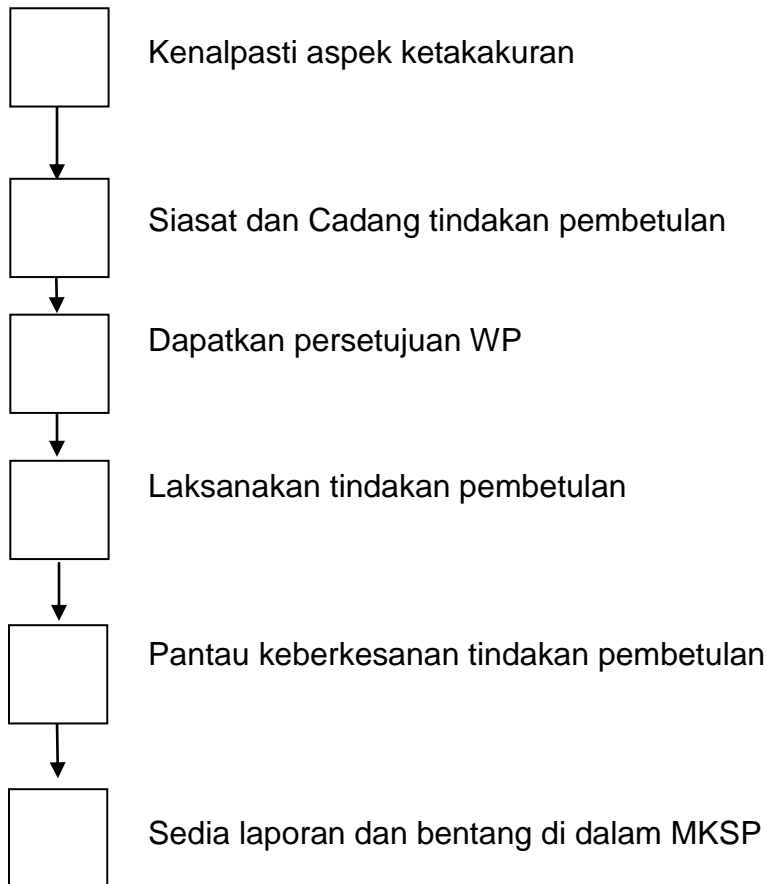 Kenalpasti aspek ketakakuran
Siasat dan Cadang tindakan pembetulan
Dapatkan persetujuan WP
Laksanakan tindakan pembetulan
Pantau keberkesanan tindakan pembetulan
Sedia laporan dan bentang di dalam MKSP